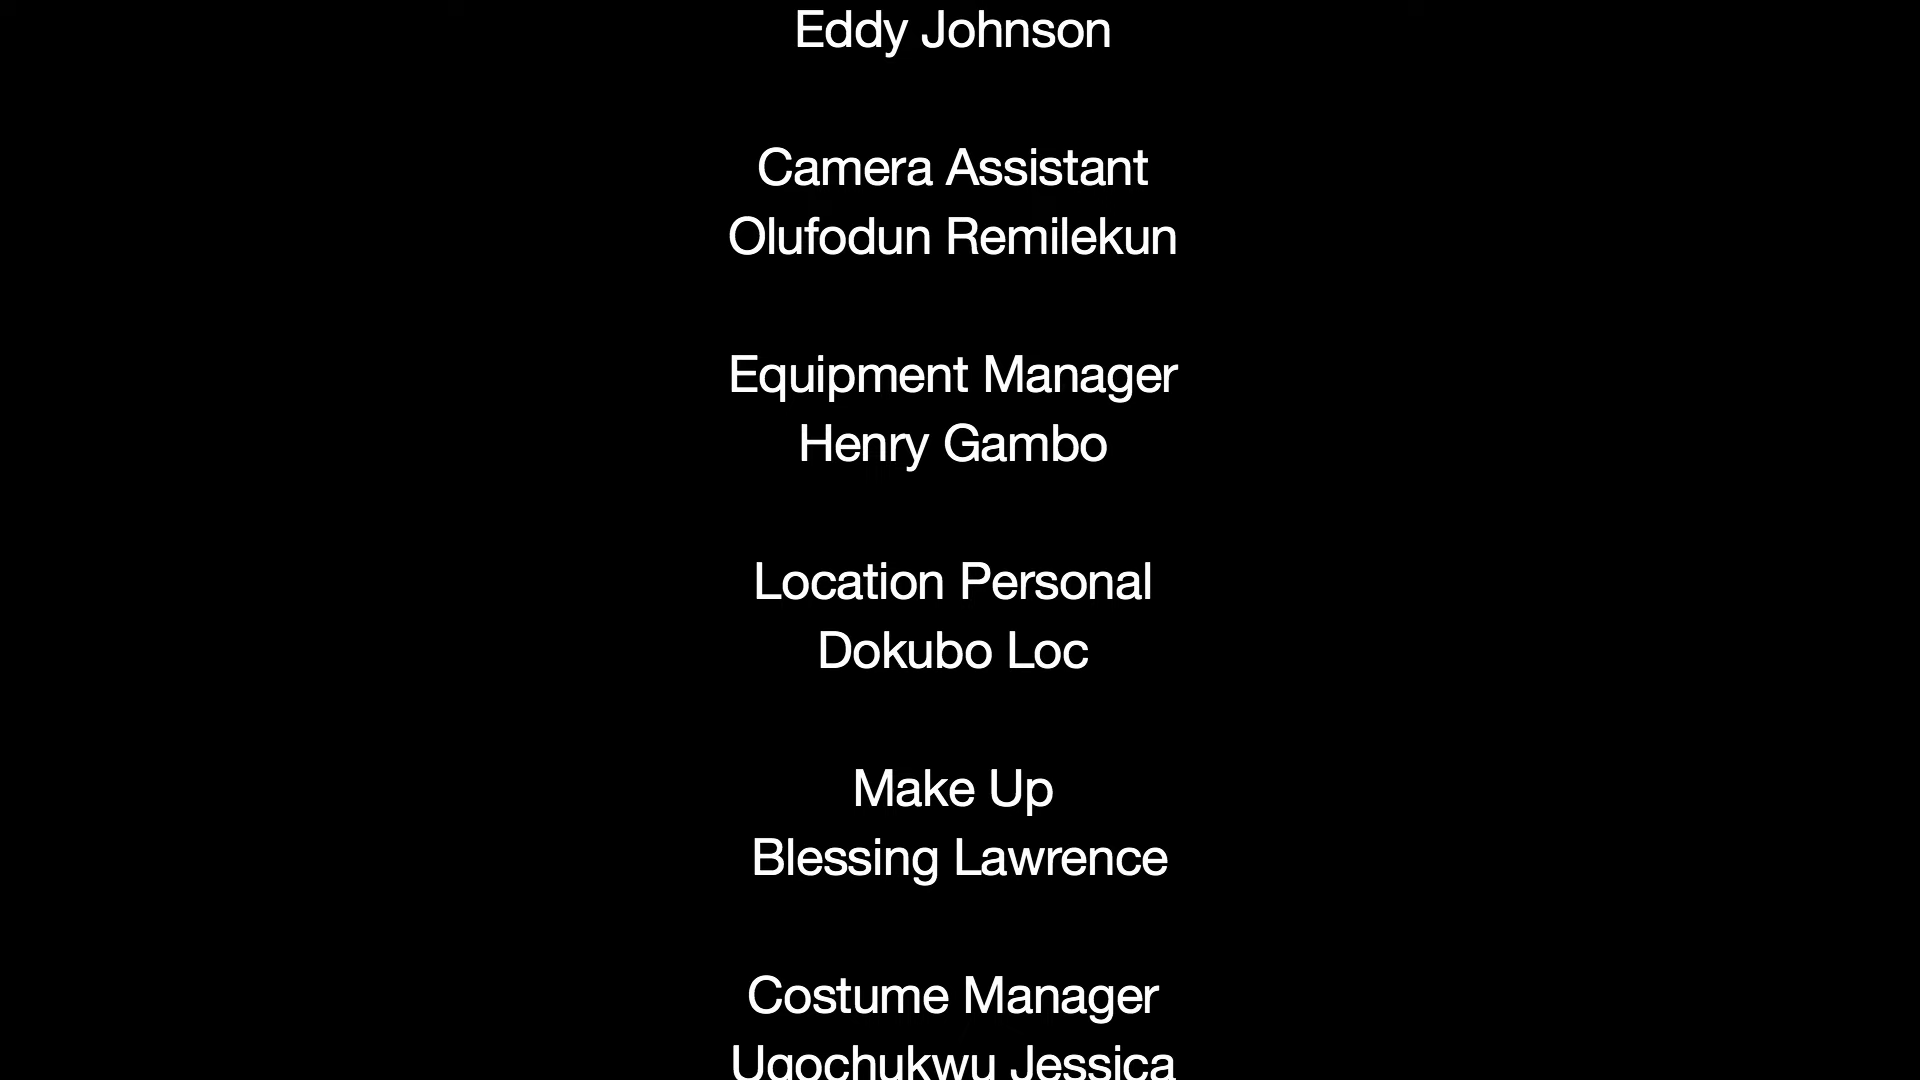 Eddy Johnson
Camera Assistant
Olufodun Remilekun
Equipment Manager
Henry Gambo
Location Personal
Dokubo Loc
Make Up
Blessing Lawrence
Costume Manager
Ugochukwu Jessica